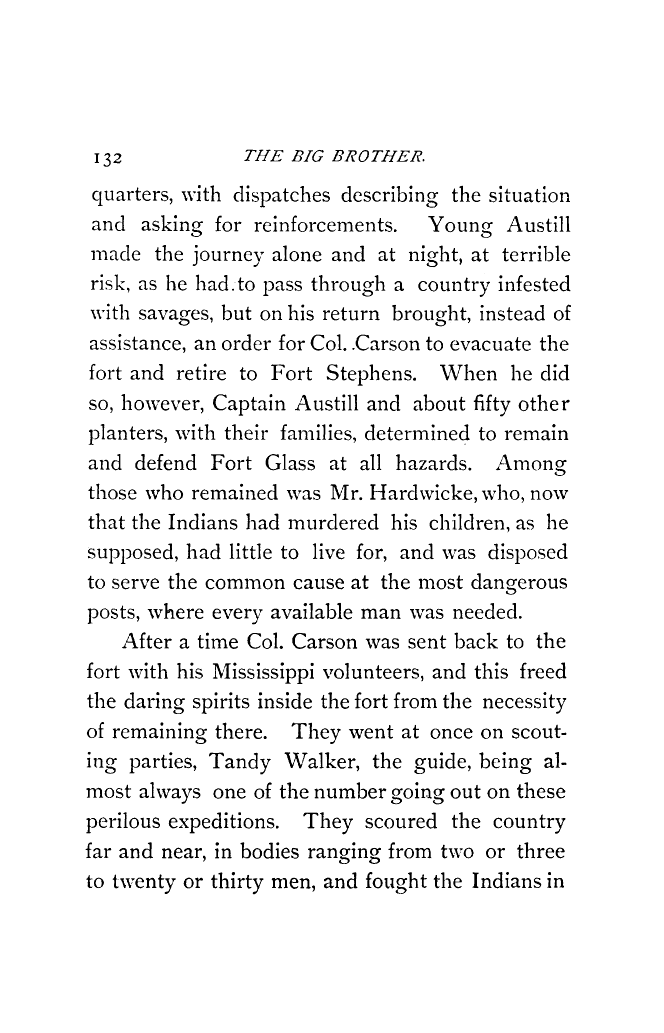 132 THE BIG BROTHER.
quarters, with dispatches describing the situation
and asking for reinforcements. Young Austill
made the journey alone and at night, at terrible
risk, as he had.to pass through a country infested
with savages, but on his return brought, instead of
assistance, an order for Col. .Carson to evacuate the
fort and retire to Fort Stephens. When he did
so, however, Captain Austill and about fifty other
planters, with their families, determined to remain
and defend Fort Glass at all hazards. Among
those who remained was Mr. Hardwicke, who, now
that the Indians had murdered his children, as he
supposed, had little to live for, and was disposed
to serve the common cause at the most dangerous
posts, where every available man was needed.
After a time Col. Carson was sent back to the
fort with his Mississippi volunteers, and this freed
the daring spirits inside the fort from the necessity
of remaining there. They went at once on scout-
ing parties, Tandy Walker, the guide, being al-
most always one of the number going out on these
perilous expeditions. They scoured the country
far and near, in bodies ranging from two or three
to twenty or thirty men, and fought the Indians in